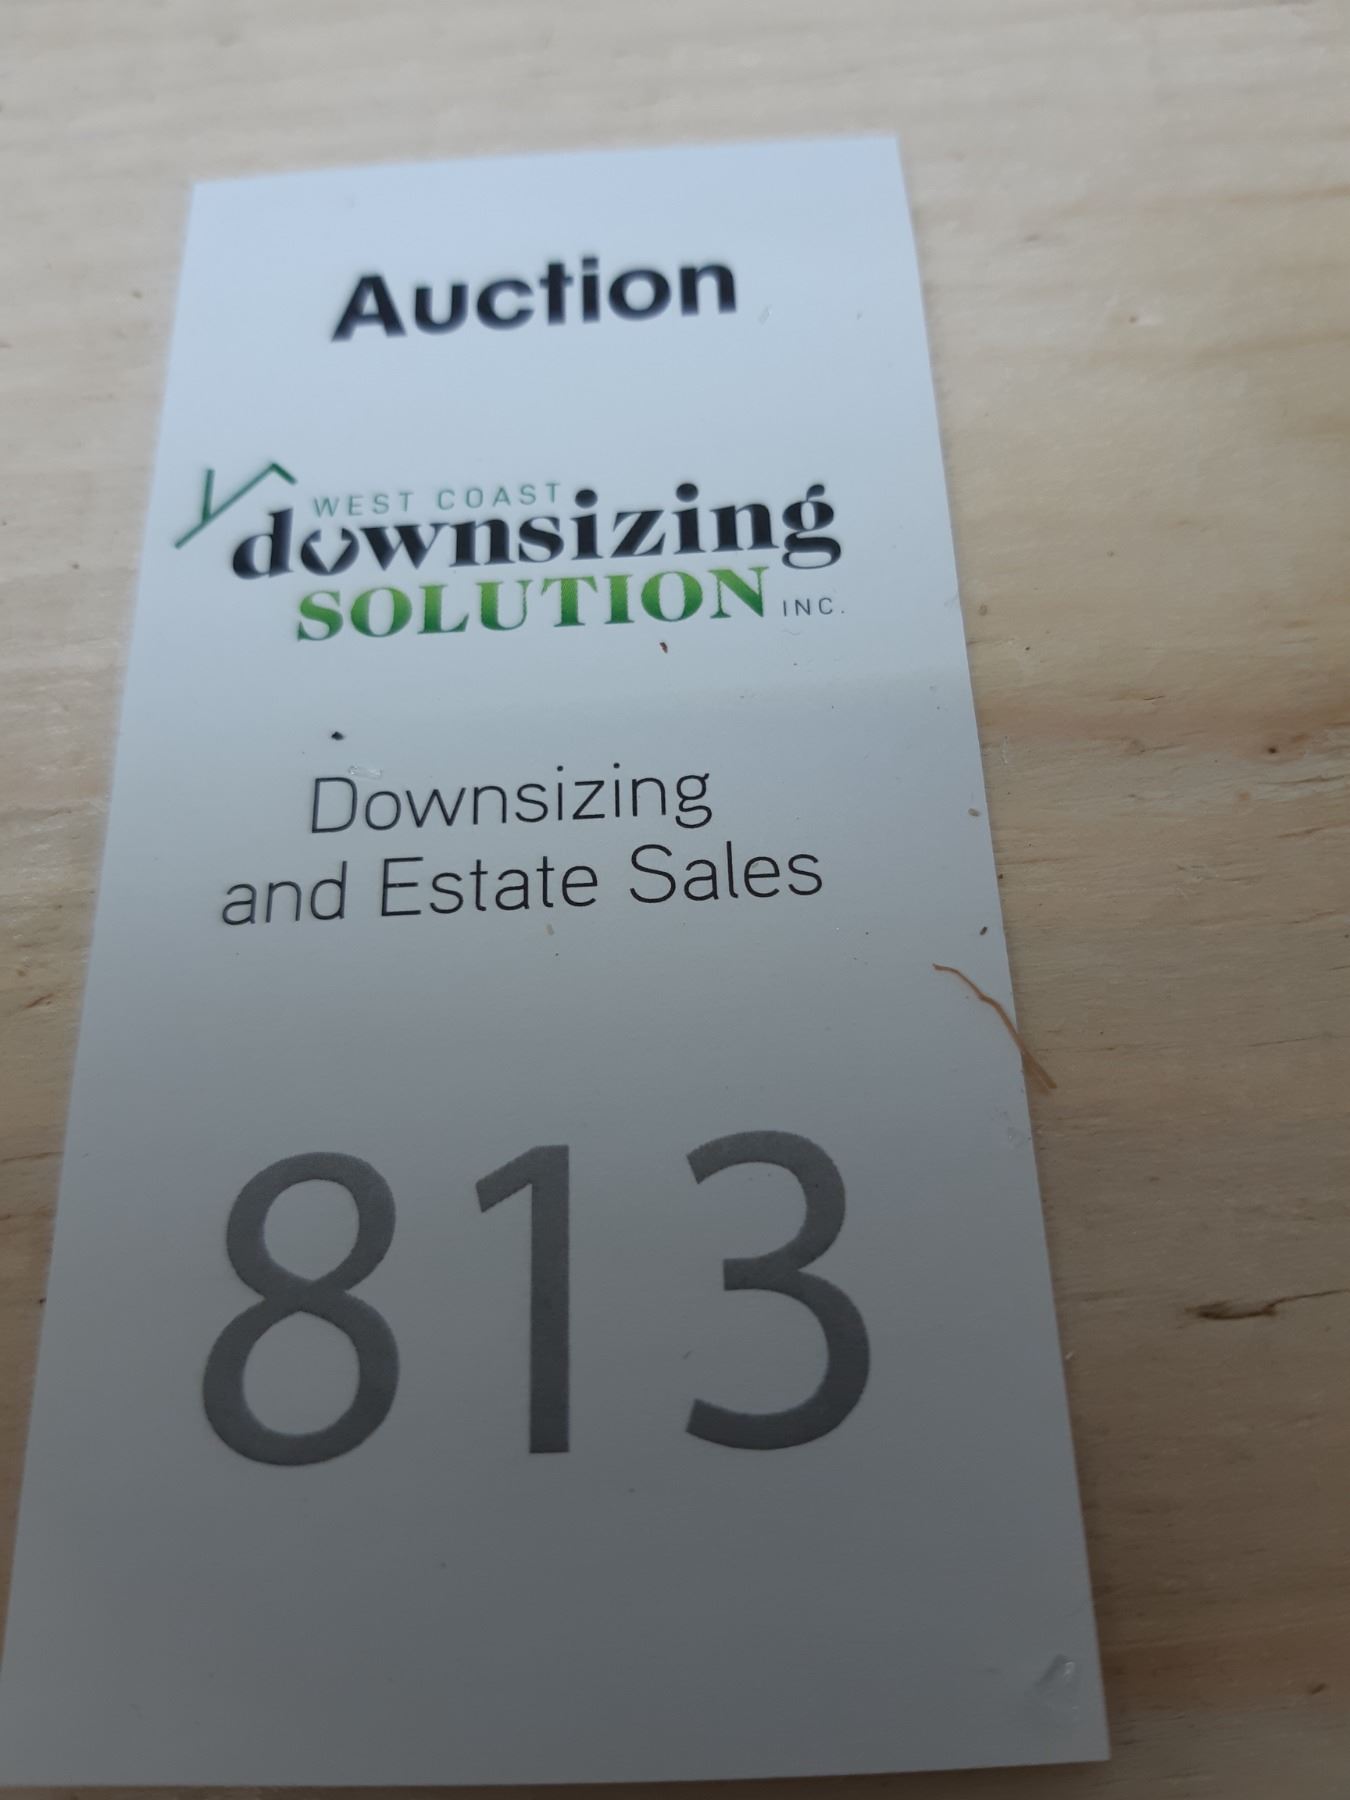 Auction
WEST COAST
downsizing
SOLUTION INC.
Downsizing
and Estate Sales
813